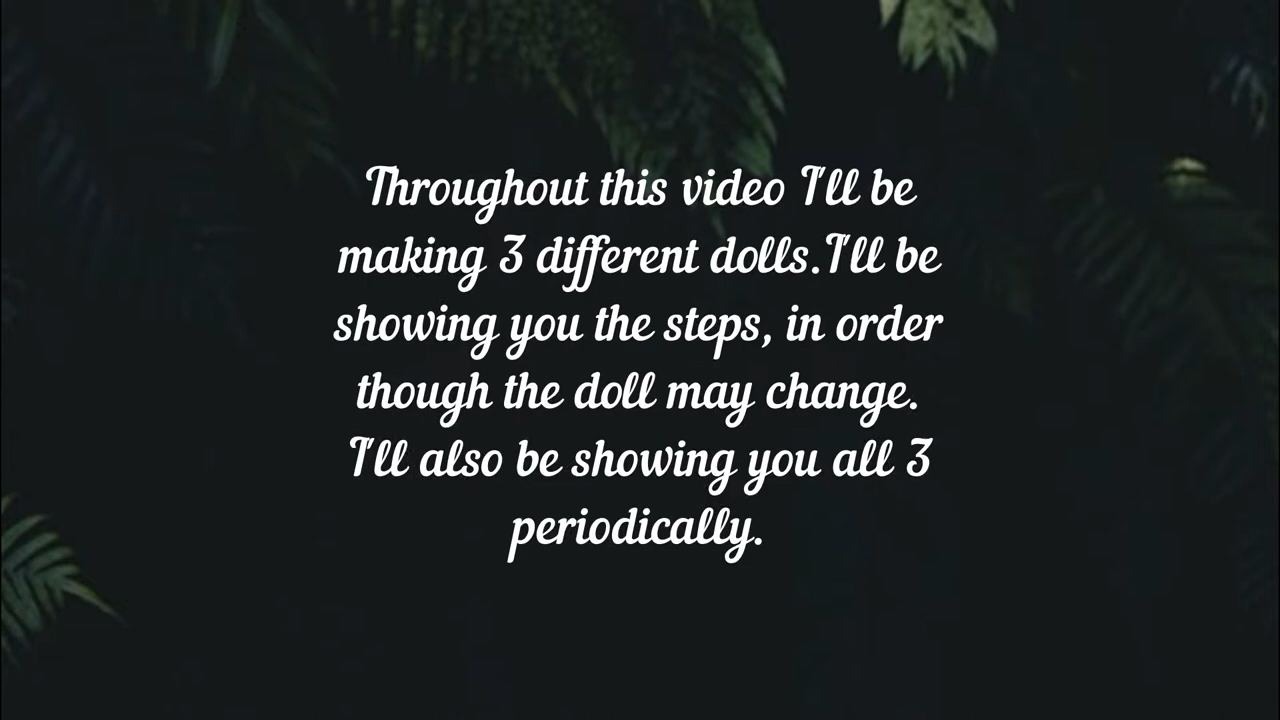 Throughout this video I'll be
making 3 different dolls.I'll be
showing you the steps, in order
though the doll may change.
I'll also be showing you all 3
periodically.